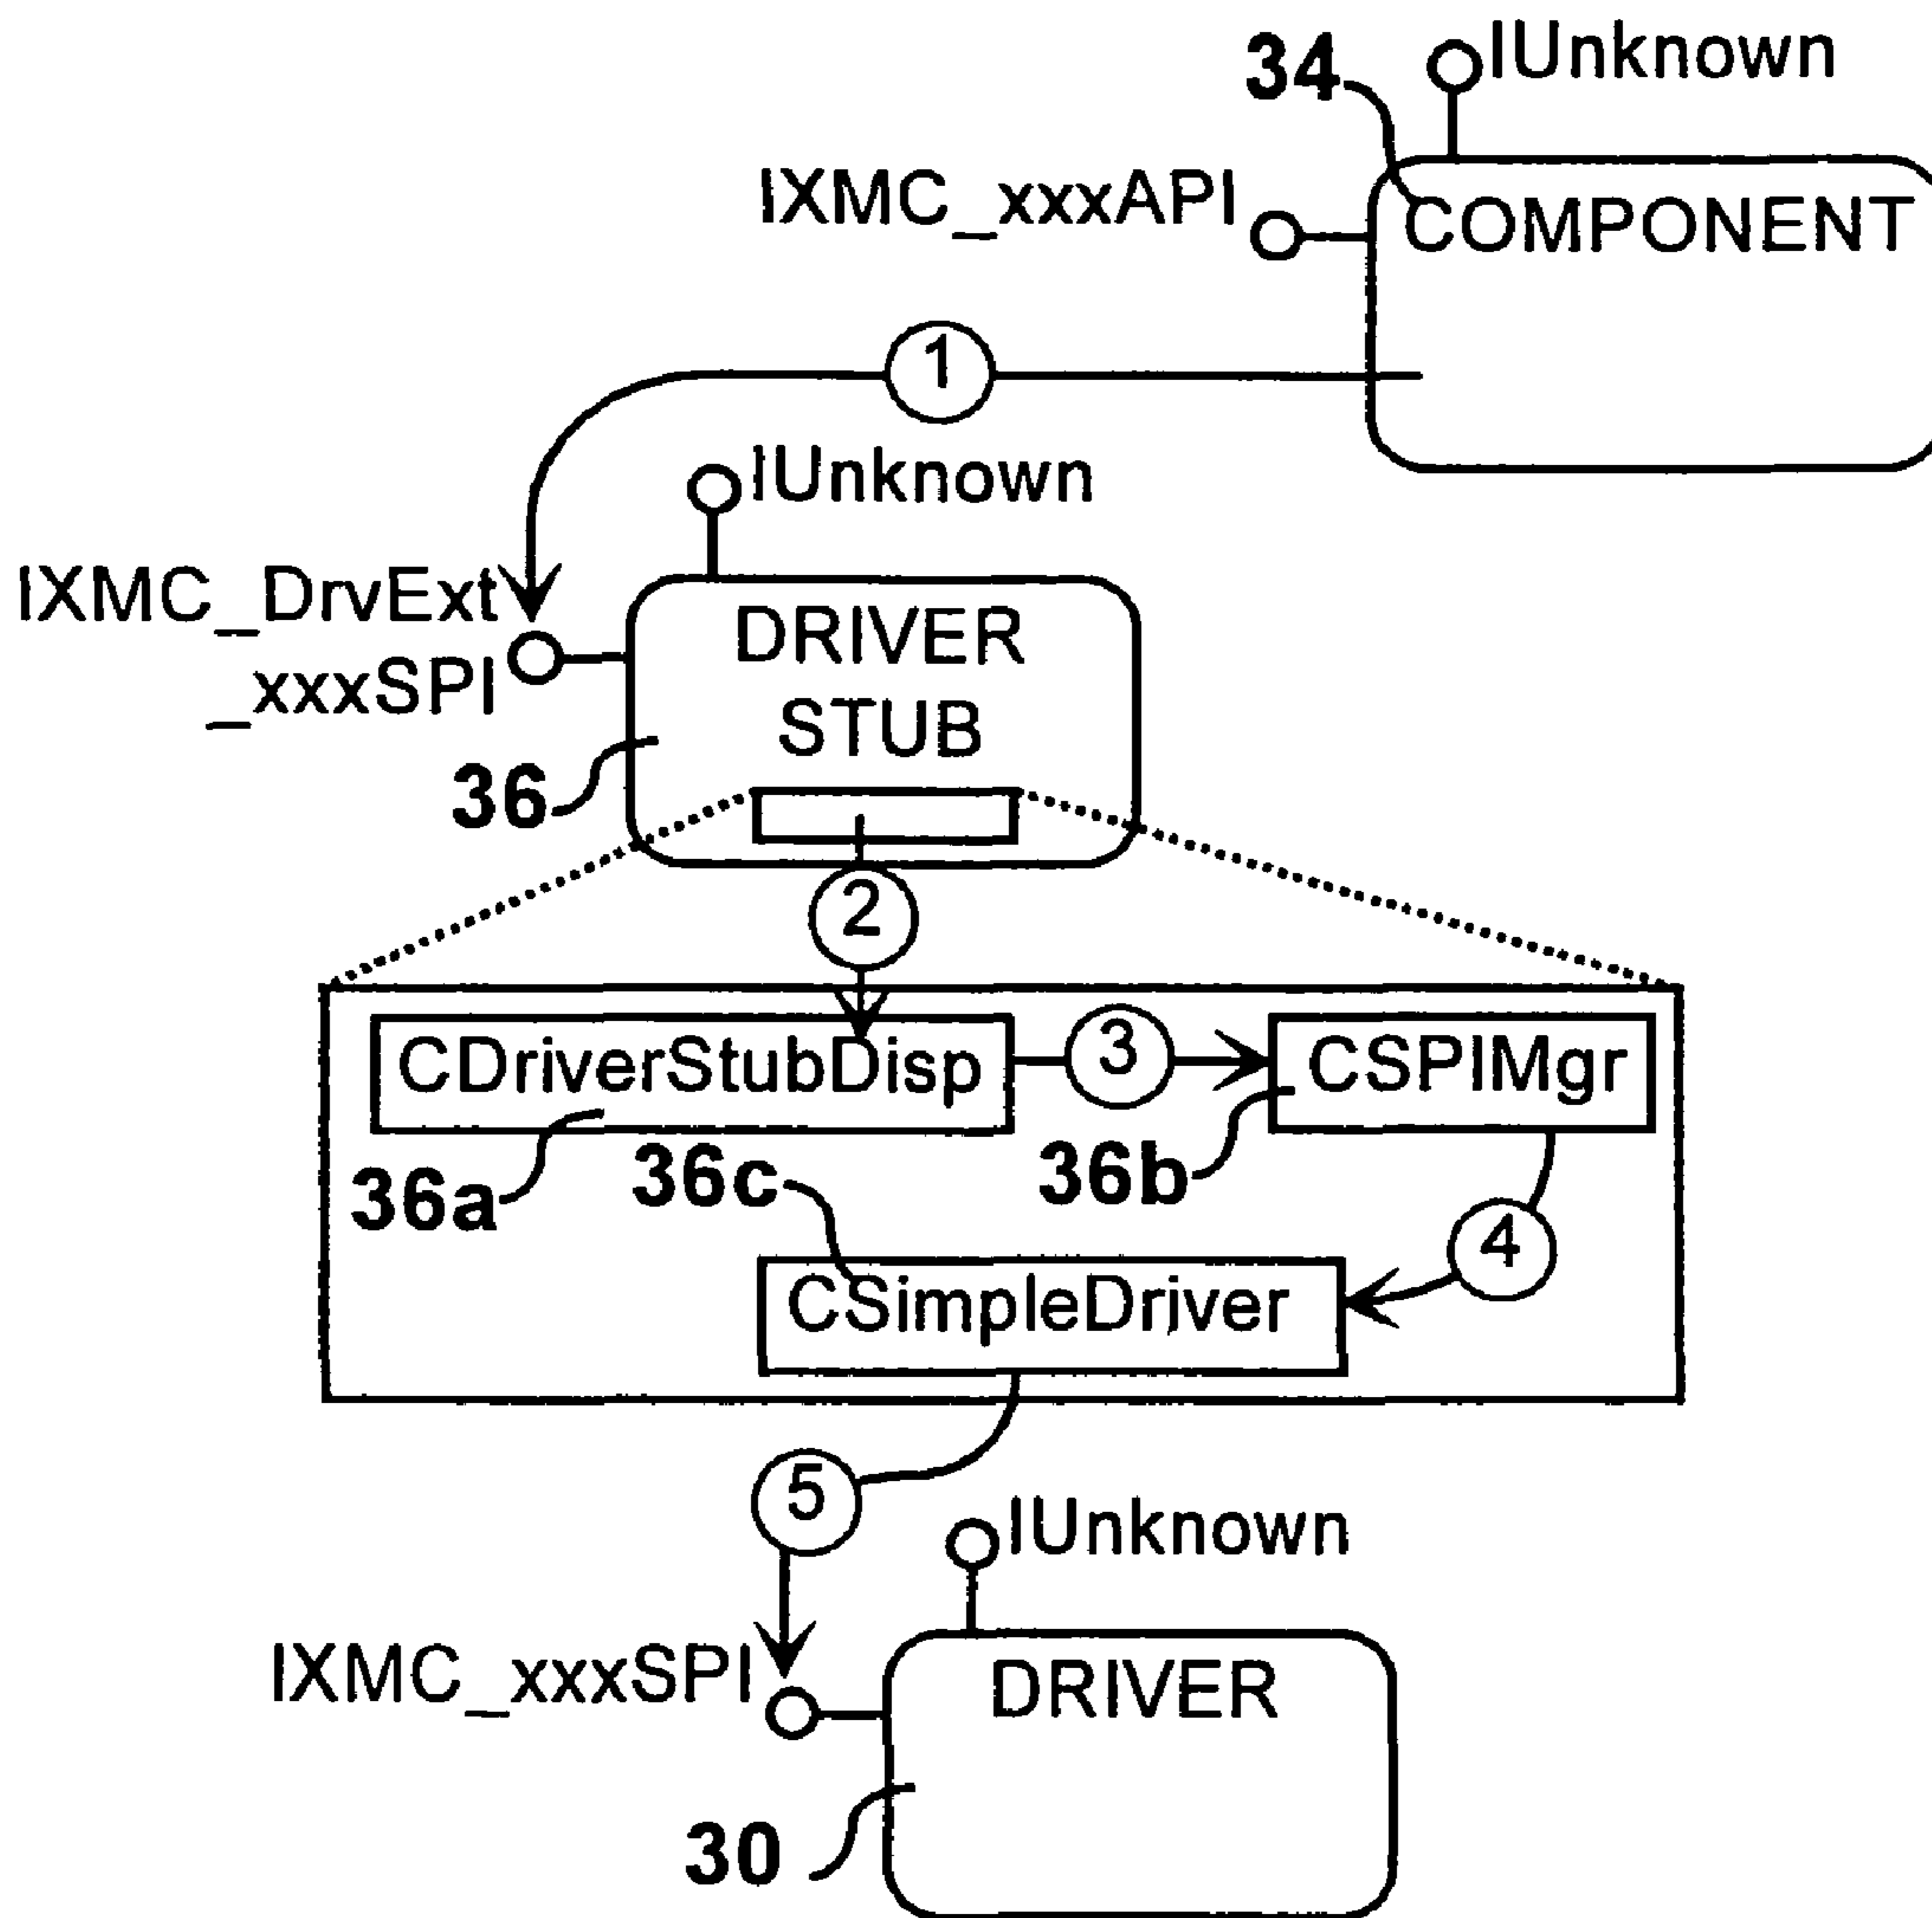 34
IUnknown
IXMC_xxxAPI
COMPONENT
1
IUnknown
IXMC_DrvExt
_xxxSPI
DRIVER
STUB
36
2
CDriverStubDisp
3
CSPIMgr
36a
36c
36b
4
CSimpleDriver
5
IUnknown
IXMC_xxxSPI
DRIVER
30